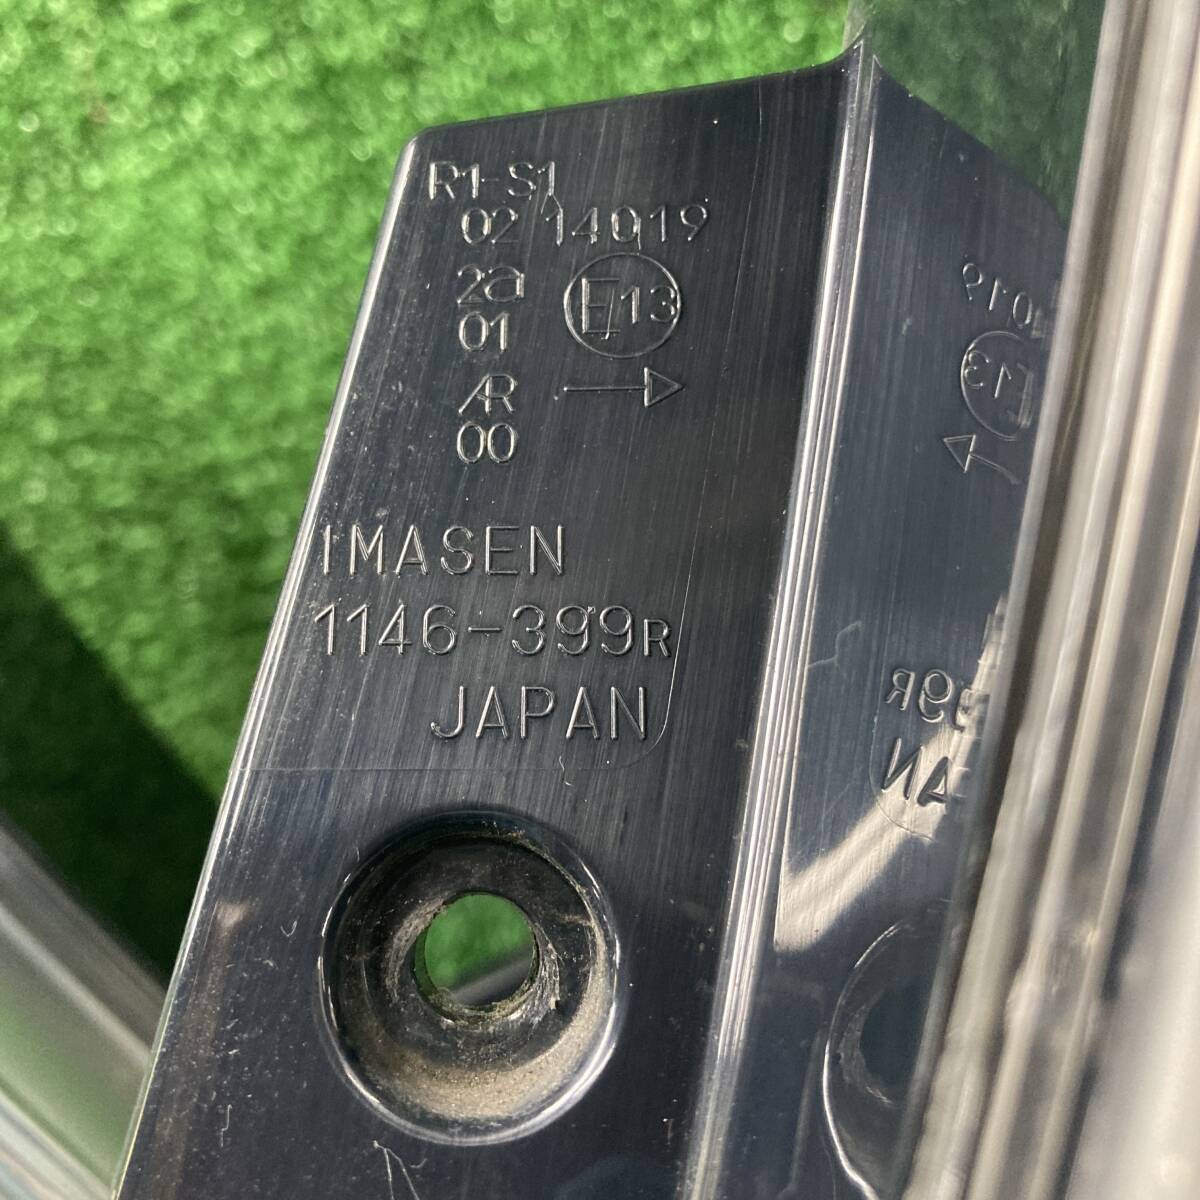 R1-S1
02 14019
2a E13
01
AR →
00
IMASEN
1146-399R
JAPAN